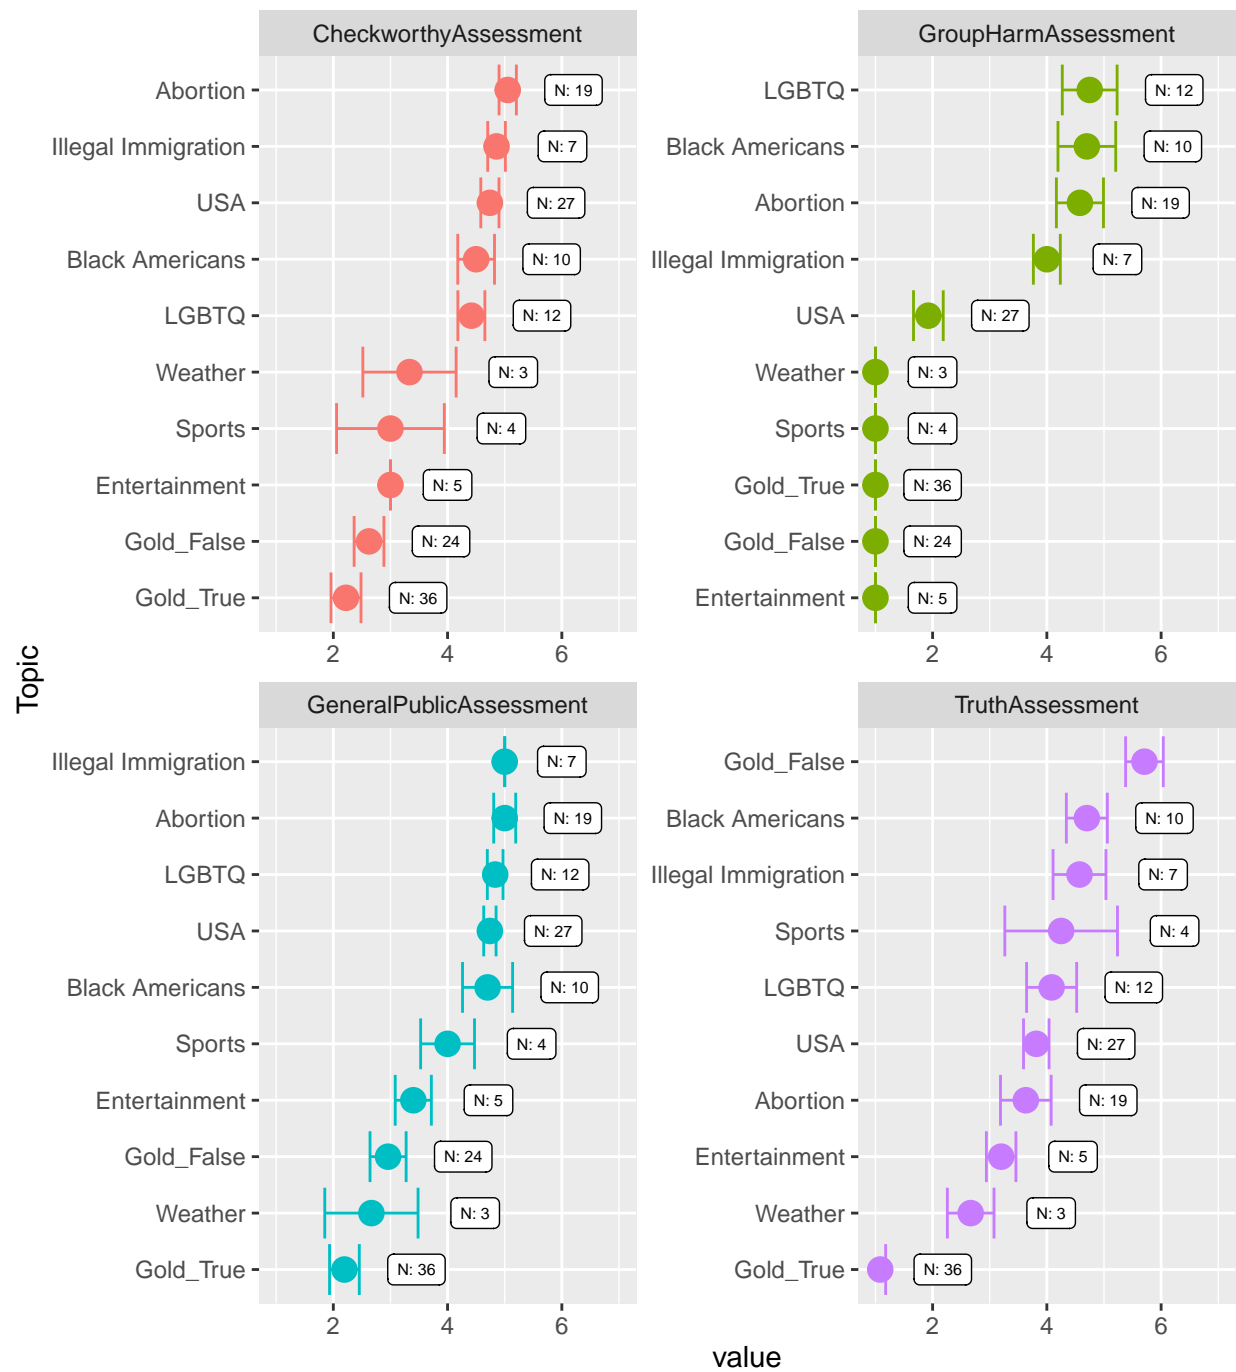 CheckworthyAssessment
Abortion N: 19
Illegal Immigration N: 7
USA N: 27
Black Americans N: 10
LGBTQ N: 12
Weather N: 3
Sports N: 4
Entertainment N: 5
Gold_False N: 24
Gold_True N: 36
2 4 6
GroupHarmAssessment
LGBTQ N: 12
Black Americans N: 10
Abortion N: 19
Illegal Immigration N: 7
USA N: 27
Weather N: 3
Sports N: 4
Gold_True N: 36
Gold_False N: 24
Entertainment N: 5
2 4 6
Topic
GeneralPublicAssessment
Illegal Immigration N: 7
Abortion N: 19
LGBTQ N: 12
USA N: 27
Black Americans N: 10
Sports N: 4
Entertainment N: 5
Gold_False N: 24
Weather N: 3
Gold_True N: 36
2 4 6
TruthAssessment
Gold_False
Black Americans N: 10
Illegal Immigration N: 7
Sports N: 4
LGBTQ N: 12
USA N: 27
Abortion N: 19
Entertainment N: 5
Weather N: 3
Gold_True N: 36
2 4 6
value